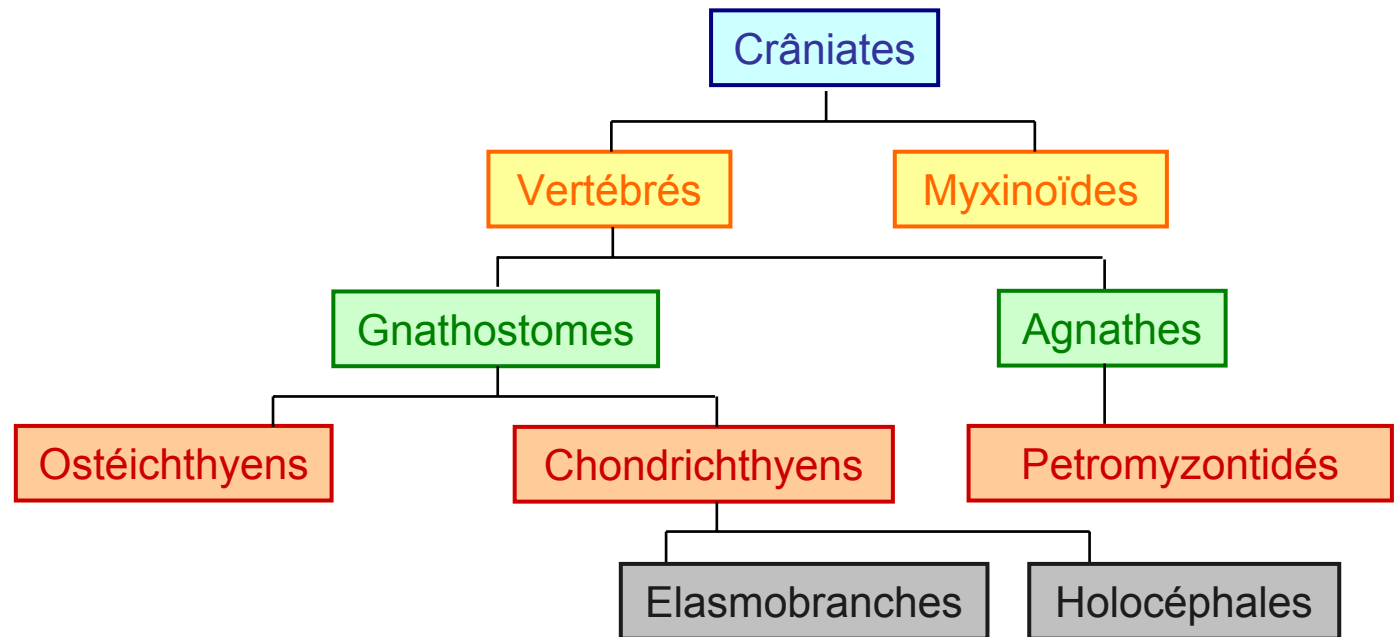 Crâniates
Vertébrés
Myxinoïdes
Gnathostomes
Agnathes
Ostéichthyens
Chondrichthyens
Petromyzontidés
Elasmobranches
Holocéphales